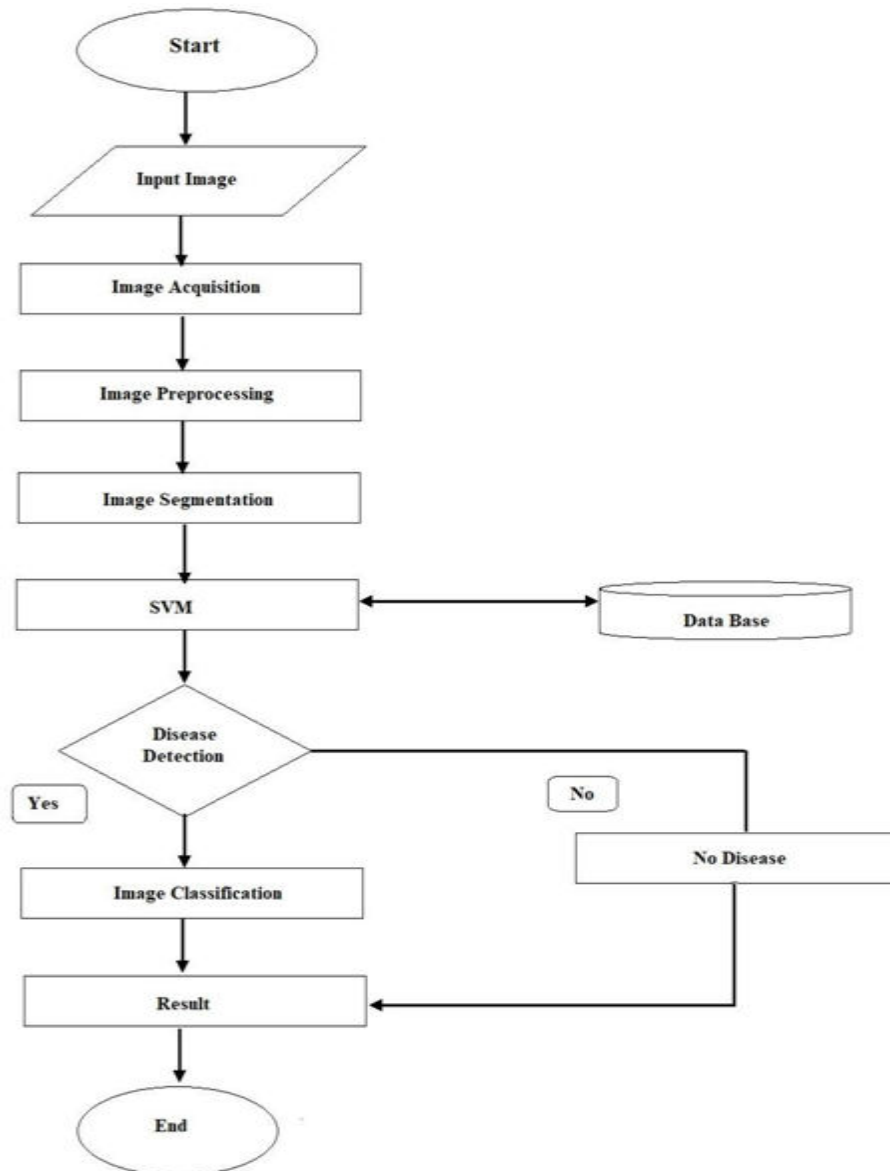 Start
Input Image
Image Acquisition
Image Preprocessing
Image Segmentation
SVM
Data Base
Disease
Detection
Yes
No
No Disease
Image Classification
Result
End